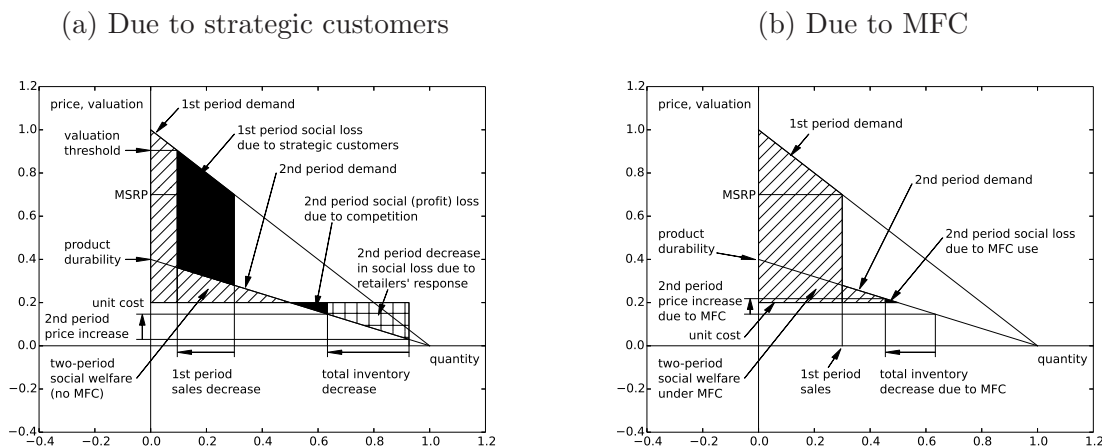 (a) Due to strategic customers
1.2
price, valuation
1st period demand
1.0
valuation
threshold
1st period social loss
due to strategic customers
2nd period demand
0.8
MSRP
2nd period social (profit) loss
due to competition
0.6
product
durability
2nd period decrease
in social loss due to
retailers' response
0.4
unit cost
0.2
2nd period
price increase
0.0
quantity
two-period
social welfare
(no MFC)
1st period
sales decrease
total inventory
decrease
−0.2
−0.4
−0.4
−0.2
0.0
0.2
0.4
0.6
0.8
1.0
1.2
(b) Due to MFC
1.2
price, valuation
1st period demand
1.0
0.8
MSRP
2nd period demand
0.6
product
durability
2nd period social loss
due to MFC use
0.4
2nd period
price increase
due to MFC
0.2
unit cost
0.0
quantity
two-period
social welfare
under MFC
1st period
sales
total inventory
decrease due to MFC
−0.2
−0.4
−0.4
−0.2
0.0
0.2
0.4
0.6
0.8
1.0
1.2